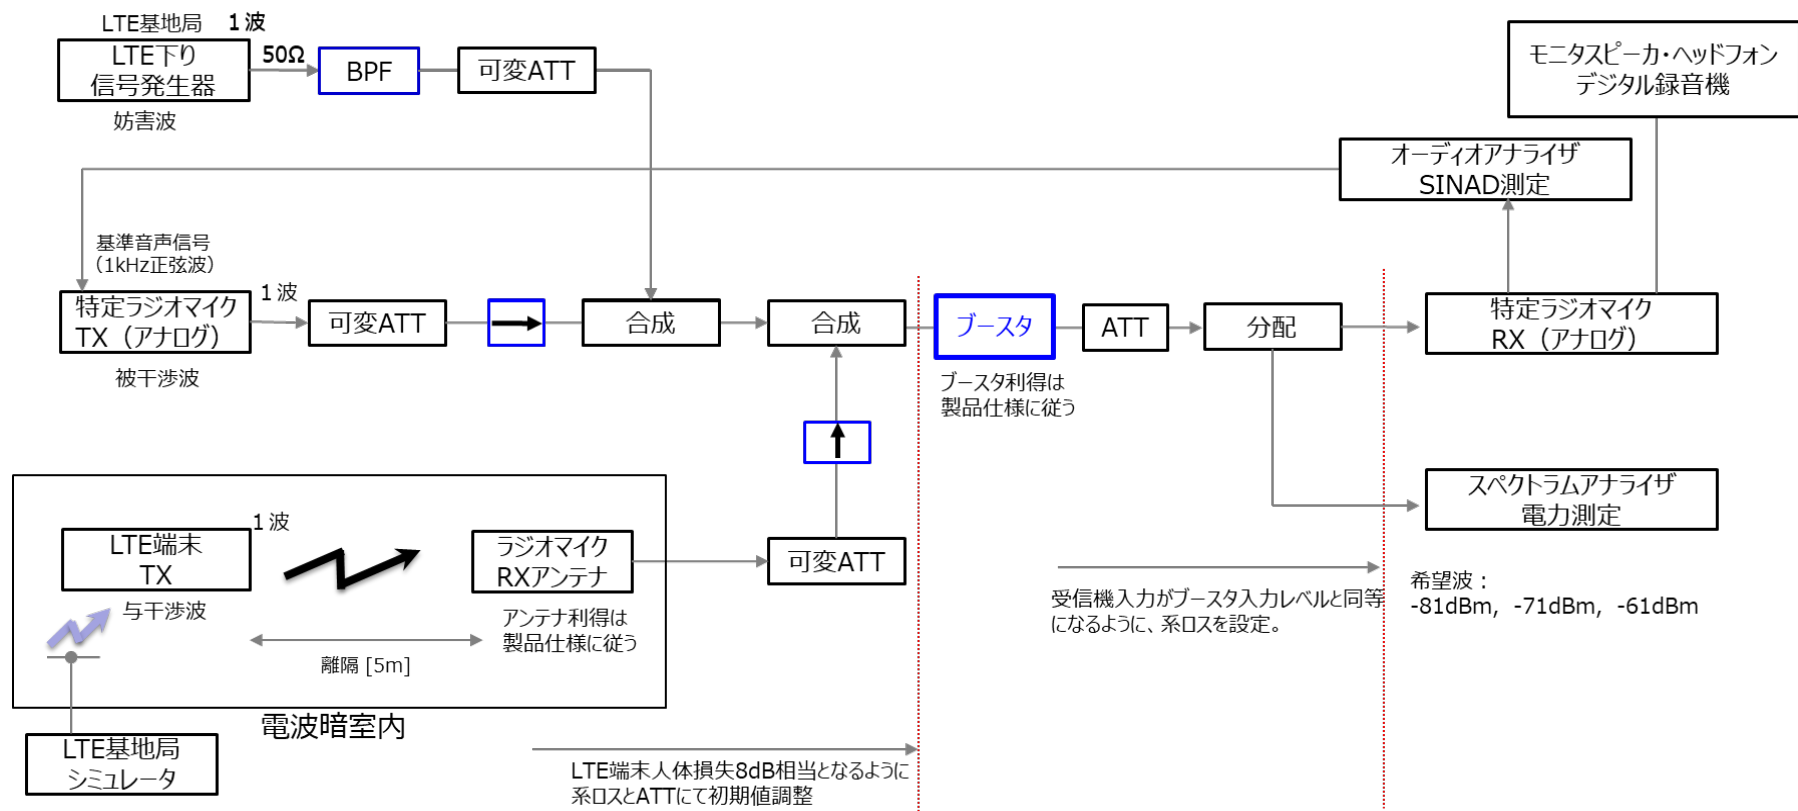 LTE基地局 1波
LTE下り
信号発生器
妨害波
50Ω
BPF
可変ATT
モニタスピーカ・ヘッドフォン
デジタル録音機
オーディオアナライザ
SINAD測定
基準音声信号
（1kHz正弦波）
特定ラジオマイク
TX（アナログ）
被干渉波
1波
可変ATT
合成
合成
ブースタ
ブースタ利得は
製品仕様に従う
ATT
分配
特定ラジオマイク
RX（アナログ）
スペクトラムアナライザ
電力測定
希望波：
-81dBm, -71dBm, -61dBm
LTE端末
TX
1波
与干渉波
離隔 [5m]
ラジオマイク
RXアンテナ
アンテナ利得は
製品仕様に従う
可変ATT
受信機入力がブースタ入力レベルと同等
になるように、系ロスを設定。
電波暗室内
LTE基地局
シミュレータ
LTE端末人体損失8dB相当となるように
系ロスとATTにて初期値調整